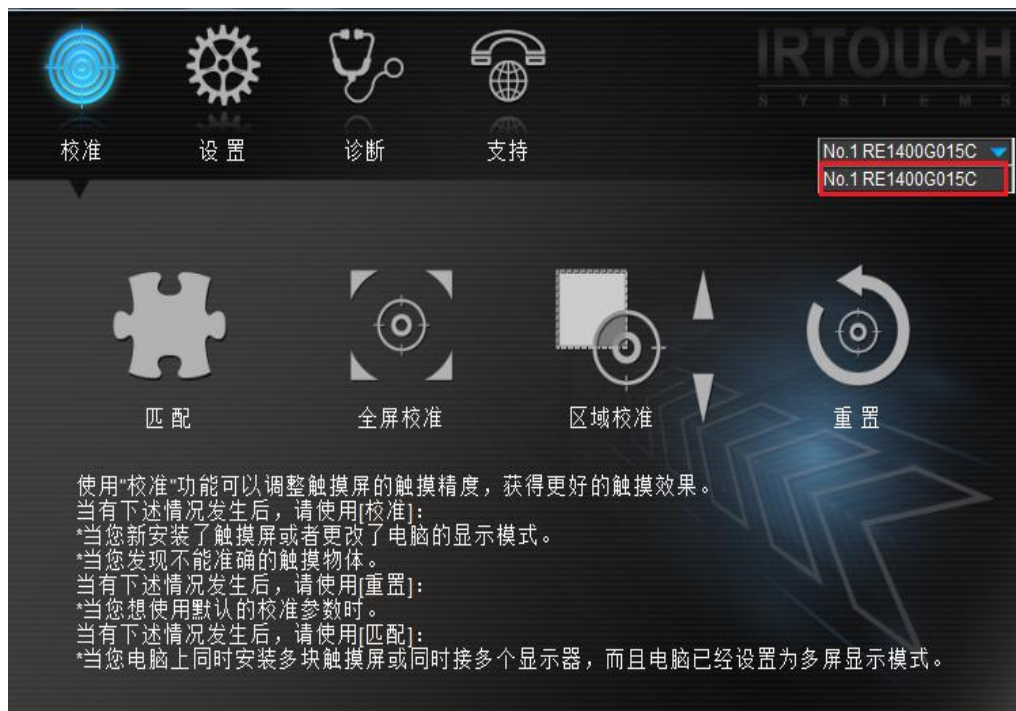 IRTOUCH
SYSTEMS
校准
设置
诊断
支持
No.1 RE1400G015C
No.1 RE1400G015C
匹配
全屏校准
区域校准
重置
使用"校准"功能可以调整触摸屏的触摸精度，获得更好的触摸效果。
当有下述情况发生后，请使用[校准]：
*当您新安装了触摸屏或者更改了电脑的显示模式。
*当您发现不能准确的触摸物体。
当有下述情况发生后，请使用[重置]：
*当您想使用默认的校准参数时。
当有下述情况发生后，请使用[匹配]：
*当您电脑上同时安装多块触摸屏或同时接多个显示器，而且电脑已经设置为多屏显示模式。